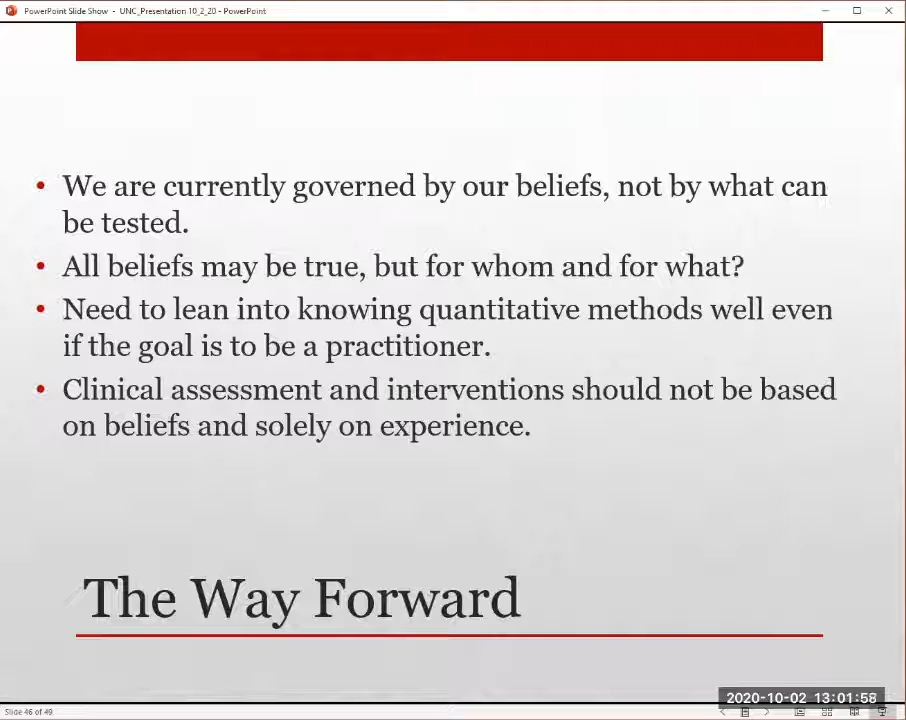 PowerPoint Slide Show - UNC_Presentation 10_2_20 - PowerPoint
• We are currently governed by our beliefs, not by what can
be tested.
• All beliefs may be true, but for whom and for what?
• Need to lean into knowing quantitative methods well even
if the goal is to be a practitioner.
• Clinical assessment and interventions should not be based
on beliefs and solely on experience.
The Way Forward
2020-10-02 13:01:58
Slide 46 of 49